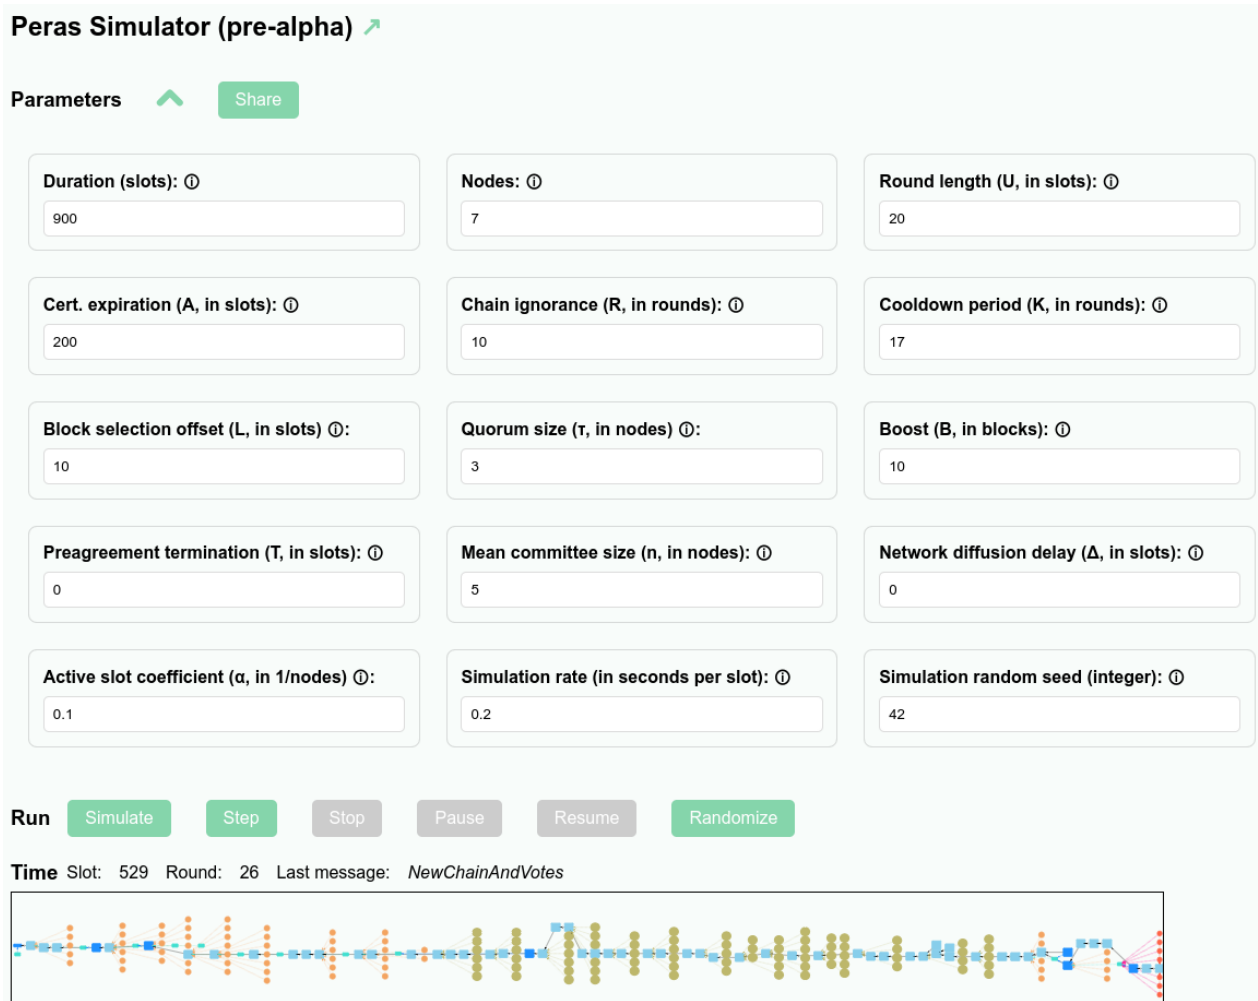 Peras Simulator (pre-alpha) ↗
Parameters Share
Duration (slots): ⓘ Nodes: ⓘ Round length (U, in slots): ⓘ
900 7 20
Cert. expiration (A, in slots): ⓘ Chain ignorance (R, in rounds): ⓘ Cooldown period (K, in rounds): ⓘ
200 10 17
Block selection offset (L, in slots) ⓘ: Quorum size (τ, in nodes) ⓘ: Boost (B, in blocks): ⓘ
10 3 10
Preagreement termination (T, in slots): ⓘ Mean committee size (n, in nodes): ⓘ Network diffusion delay (Δ, in slots): ⓘ
0 5 0
Active slot coefficient (α, in 1/nodes) ⓘ: Simulation rate (in seconds per slot): ⓘ Simulation random seed (integer): ⓘ
0.1 0.2 42
Run Simulate Step Stop Pause Resume Randomize
Time Slot: 529 Round: 26 Last message: NewChainAndVotes